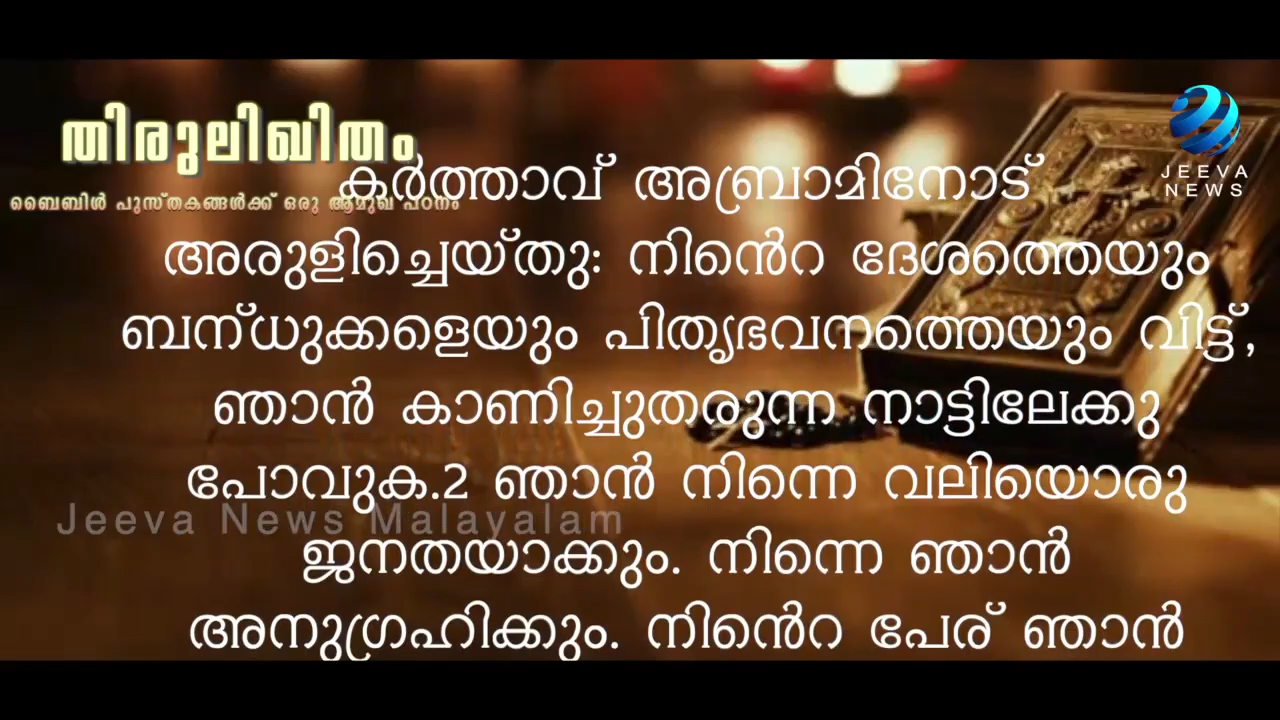 തിരുലിഖിതം
ബൈബിൾ പുസ്തകങ്ങൾക്ക് ഒരു ആമുഖ പഠനം
JEEVA
NEWS
കർത്താവ് അബ്രാമിനോട്
അരുളിച്ചെയ്തു: നിൻെറ ദേശത്തെയും
ബന്ധുക്കളെയും പിതൃഭവനത്തെയും വിട്ട്,
ഞാൻ കാണിച്ചുതരുന്ന നാട്ടിലേക്കു
പോവുക.2 ഞാൻ നിന്നെ വലിയൊരു
Jeeva News Malayalam
ജനതയാക്കും. നിന്നെ ഞാൻ
അനുഗ്രഹിക്കും. നിൻെറ പേര് ഞാൻ